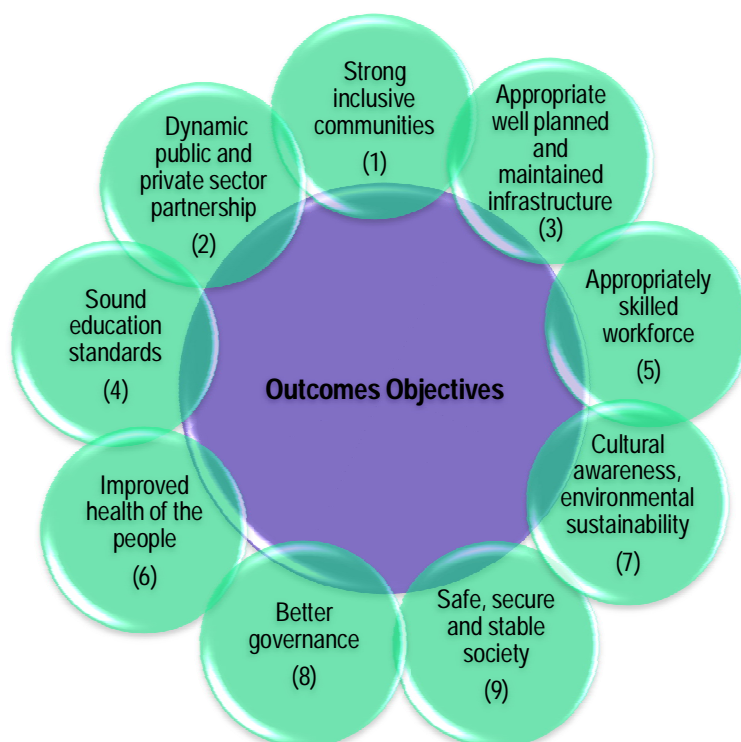 Strong
inclusive
communities
(1)
Dynamic
public and
private sector
partnership
(2)
Appropriate
well planned
and
maintained
infrastructure
(3)
Sound
education
standards
(4)
Appropriately
skilled
workforce
(5)
Outcomes Objectives
Improved
health of the
people
(6)
Cultural
awareness,
environmental
sustainability
(7)
Better
governance
(8)
Safe, secure
and stable
society
(9)